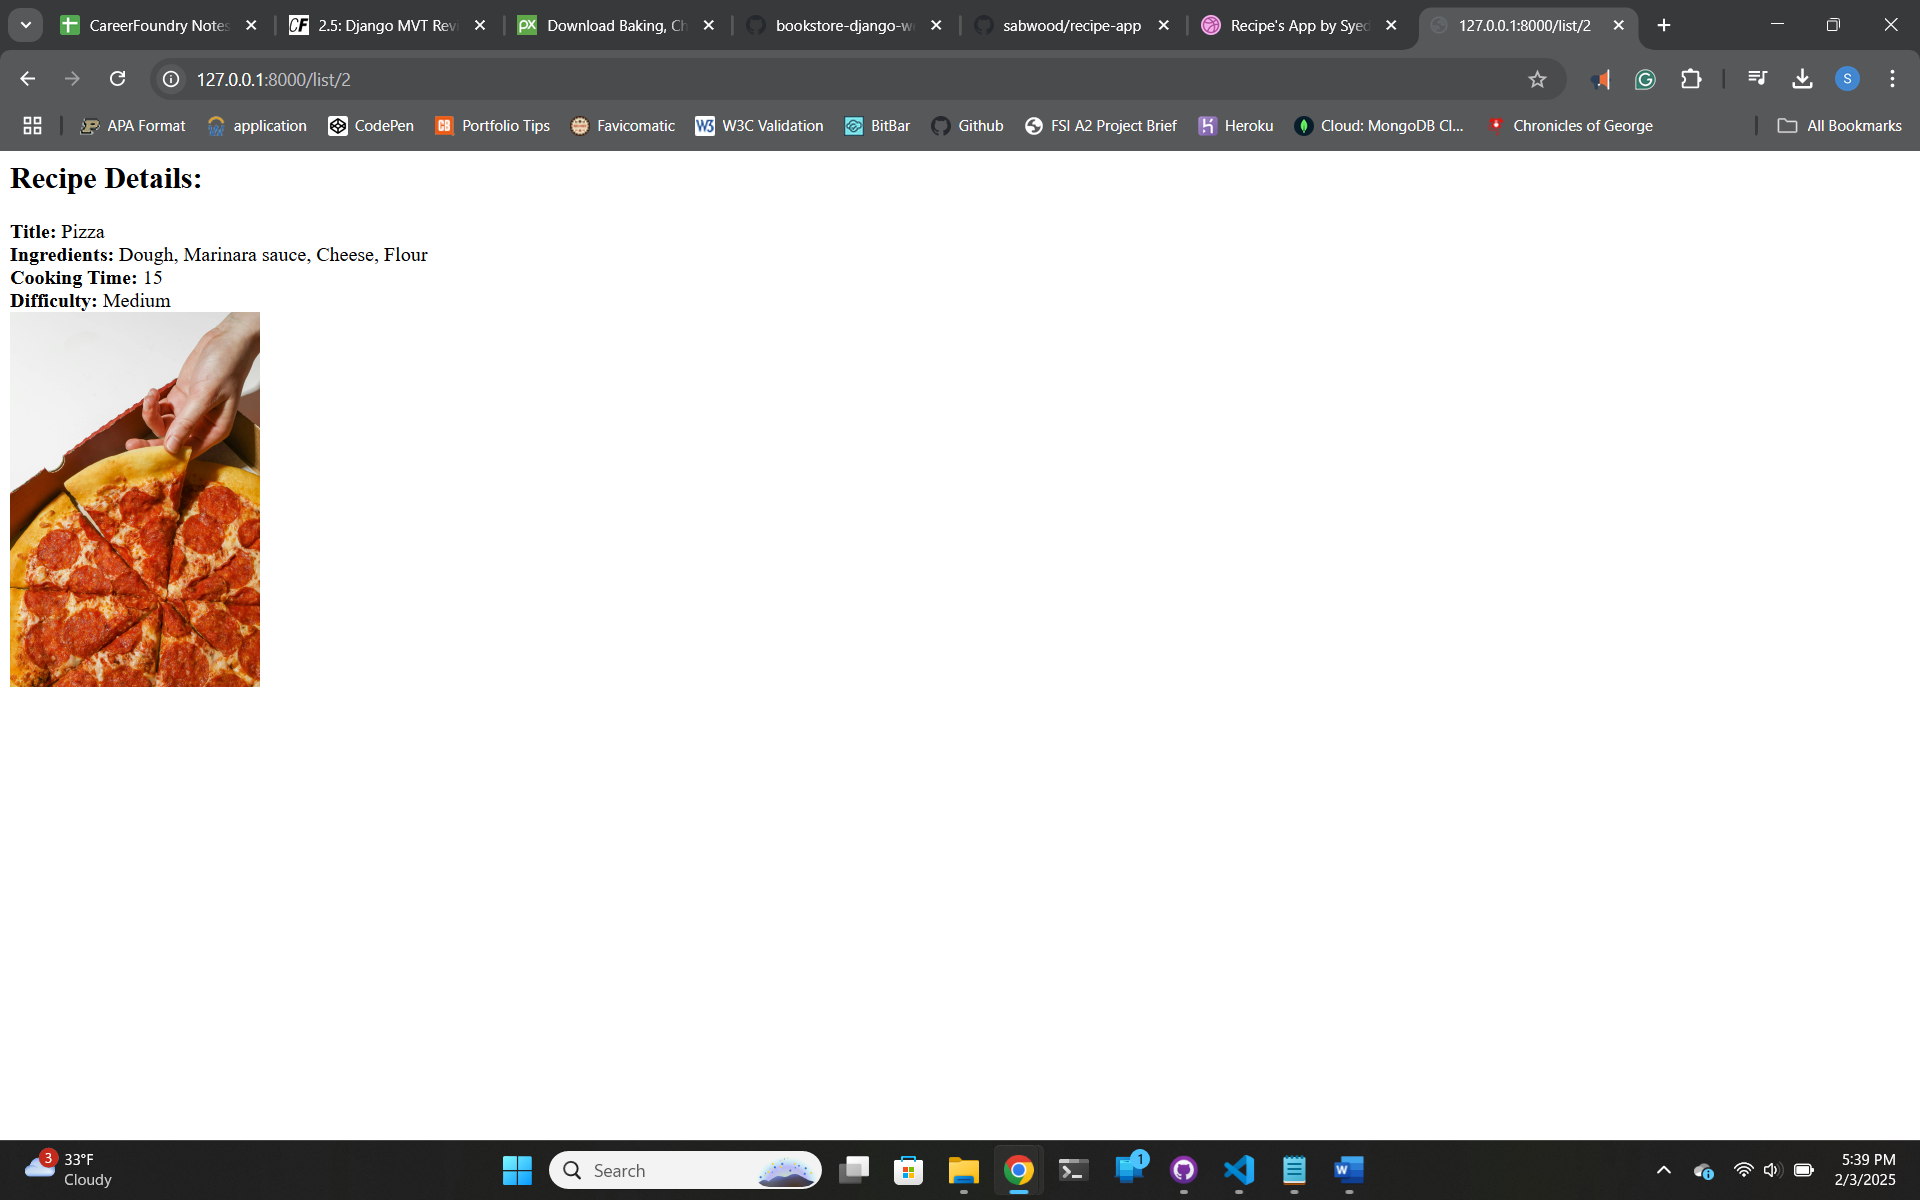 CareerFoundry Notes
2.5: Django MVT Revi
Download Baking, Ch
bookstore-django-w
sabwood/recipe-app
Recipe's App by Syed
127.0.0.1:8000/list/2
127.0.0.1:8000/list/2
S
APA Format
application
CodePen
Portfolio Tips
Favicomatic
W3C Validation
BitBar
Github
FSI A2 Project Brief
Heroku
Cloud: MongoDB Cl...
Chronicles of George
All Bookmarks
Recipe Details:
Title: Pizza
Ingredients: Dough, Marinara sauce, Cheese, Flour
Cooking Time: 15
Difficulty: Medium
3
33°F
Cloudy
Search
1
5:39 PM
2/3/2025